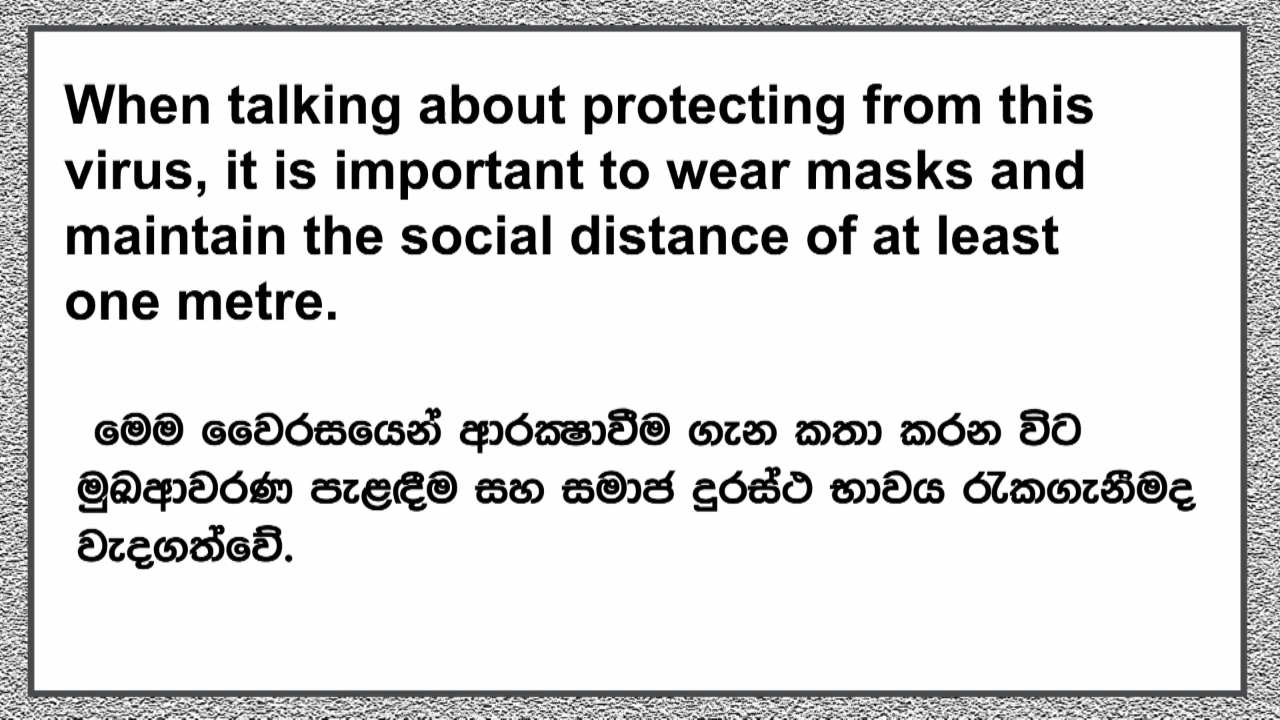 When talking about protecting from this
virus, it is important to wear masks and
maintain the social distance of at least
one metre.
මෙම වෛරසයෙන් ආරක්‍ෂාවීම ගැන කතා කරන විට
මුඛආවරණ පැළඳීම සහ සමාජ දුරස්ථ භාවය රැකගැනීමද
වැදගත්වේ.